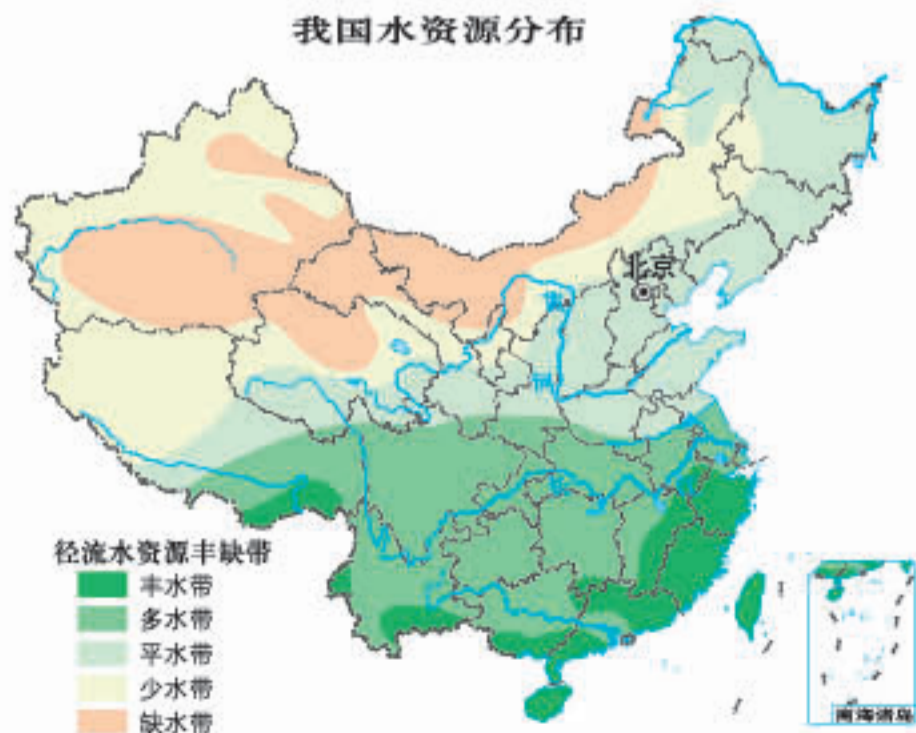 我国水资源分布
北京
径流水资源丰缺带
丰水带
多水带
平水带
少水带
缺水带
南海诸岛